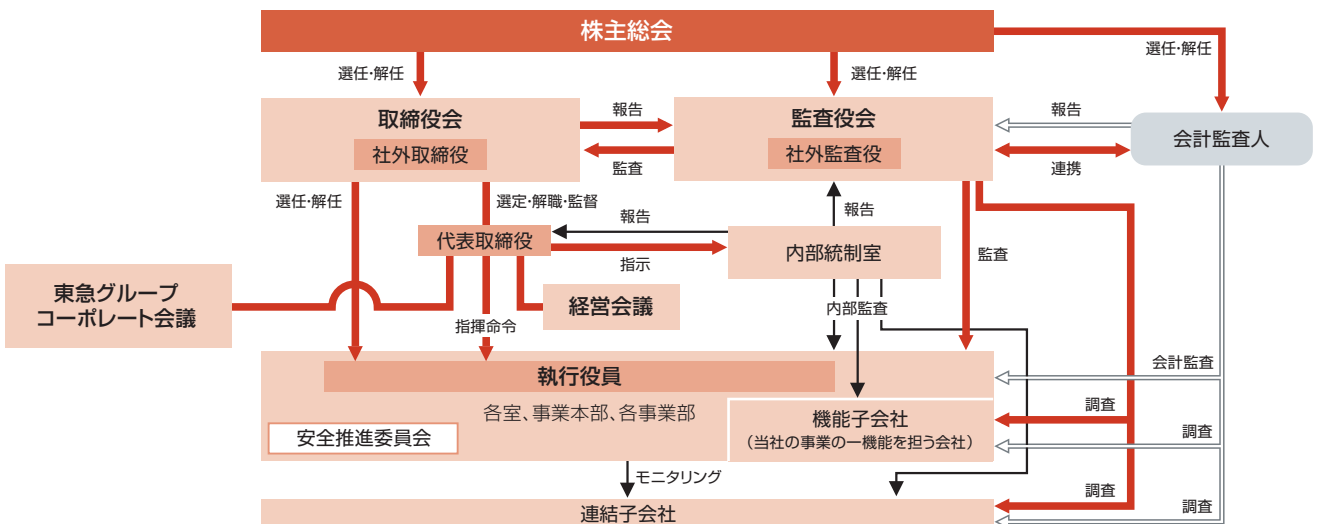 株主総会
選任・解任
選任・解任
選任・解任
取締役会
社外取締役
報告
監査
監査役会
社外監査役
報告
連携
会計監査人
選任・解任
選定・解職・監督
報告
報告
代表取締役
指示
内部統制室
監査
東急グループ
コーポレート会議
経営会議
内部監査
指揮命令
会計監査
執行役員
各室、事業本部、各事業部
安全推進委員会
機能子会社
(当社の事業の一機能を担う会社)
調査
調査
モニタリング
調査
調査
連結子会社